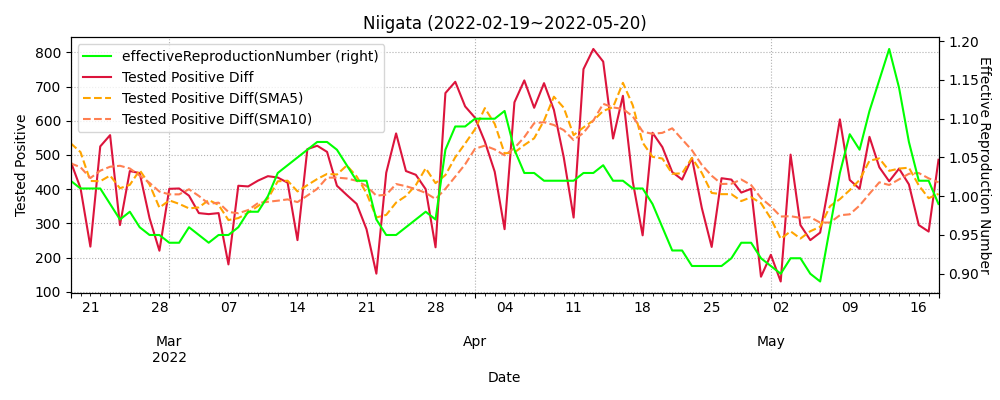 Niigata (2022-02-19~2022-05-20)
effectiveReproductionNumber (right)
Tested Positive Diff
Tested Positive Diff(SMA5)
Tested Positive Diff(SMA10)
Tested Positive
800
700
600
500
400
300
200
100
1.20
1.15
1.10
1.05
1.00
0.95
0.90
Effective Reproduction Number
21 28 07 14 21 28 04 11 18 25 02 09 16
Mar Apr May
2022
Date